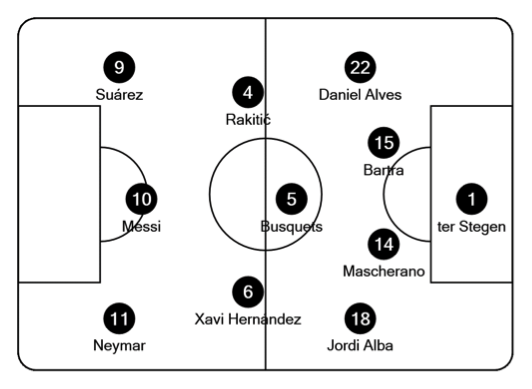 9
Suárez
22
Daniel Alves
4
Rakitić
15
Bartra
10
Messi
5
Busquets
1
ter Stegen
14
Mascherano
6
Xavi Hernández
11
Neymar
18
Jordi Alba